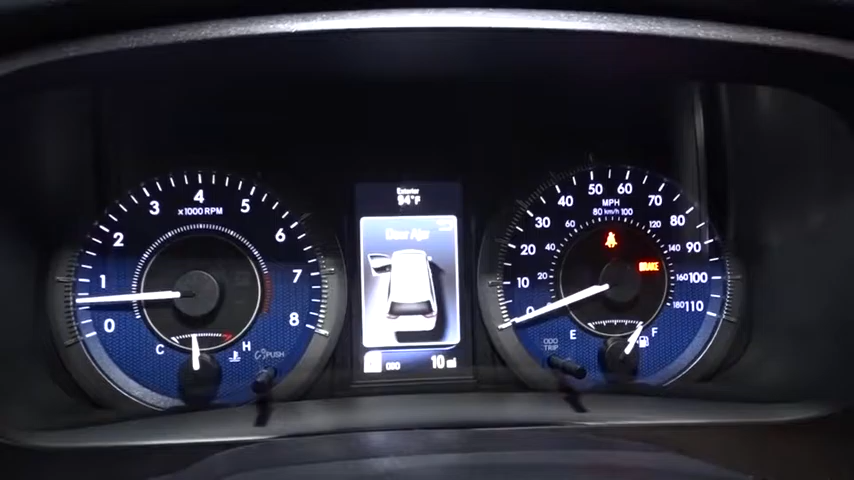 0
1
2
3
4
5
6
7
8
x1000 RPM
C
H
PUSH
Exterior
94°F
Door Ajar
ODO
10 mi
0
10
20
30
40
50
60
70
80
90
100
110
MPH
80 km/h 100
20
40
60
120
140
160
180
BRAKE
E
F
ODO
TRIP